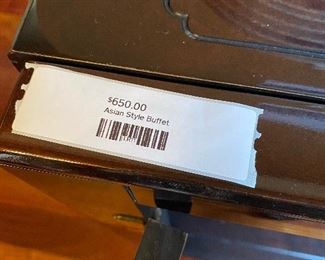 $650.00
Asian Style Buffet